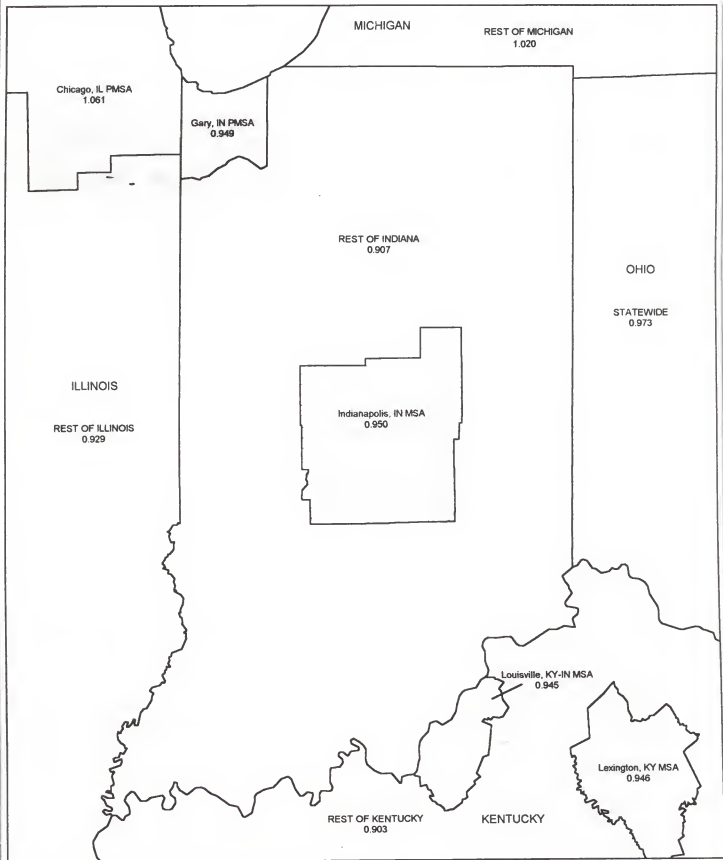 MICHIGAN
REST OF MICHIGAN
1.020
Chicago, IL PMSA
1.061
Gary, IN PMSA
0.949
REST OF INDIANA
0.907
OHIO
STATEWIDE
0.973
ILLINOIS
REST OF ILLINOIS
0.929
Indianapolis, IN MSA
0.950
Louisville, KY-IN MSA
0.945
Lexington, KY MSA
0.946
REST OF KENTUCKY
0.903
KENTUCKY